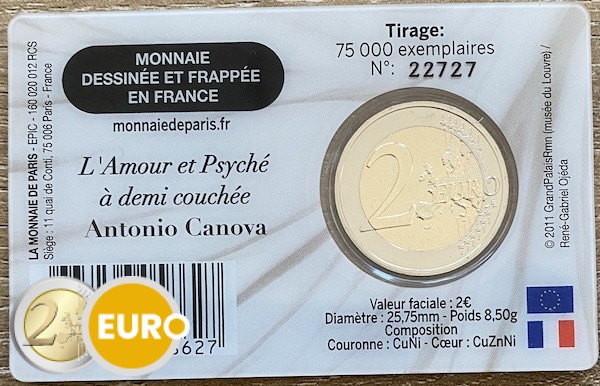 MONNAIE
DESSINÉE ET FRAPPÉE
EN FRANCE
monnaiedeparis.fr
LA MONNAIE DE PARIS - EPIC - 160 020 012 RCS
Siège : 11 quai de Conti, 75 006 Paris - France
L'Amour et Psyché
à demi couchée
Antonio Canova
Tirage:
75 000 exemplaires
N°: 22727
2 EURO
© 2011 GrandPalaisRmn (musée du Louvre) /
René-Gabriel Ojéda
Valeur faciale : 2€
Diamètre : 25,75mm - Poids 8,50g
Composition
Couronne : CuNi - Cœur : CuZnNi
2 EURO
3627